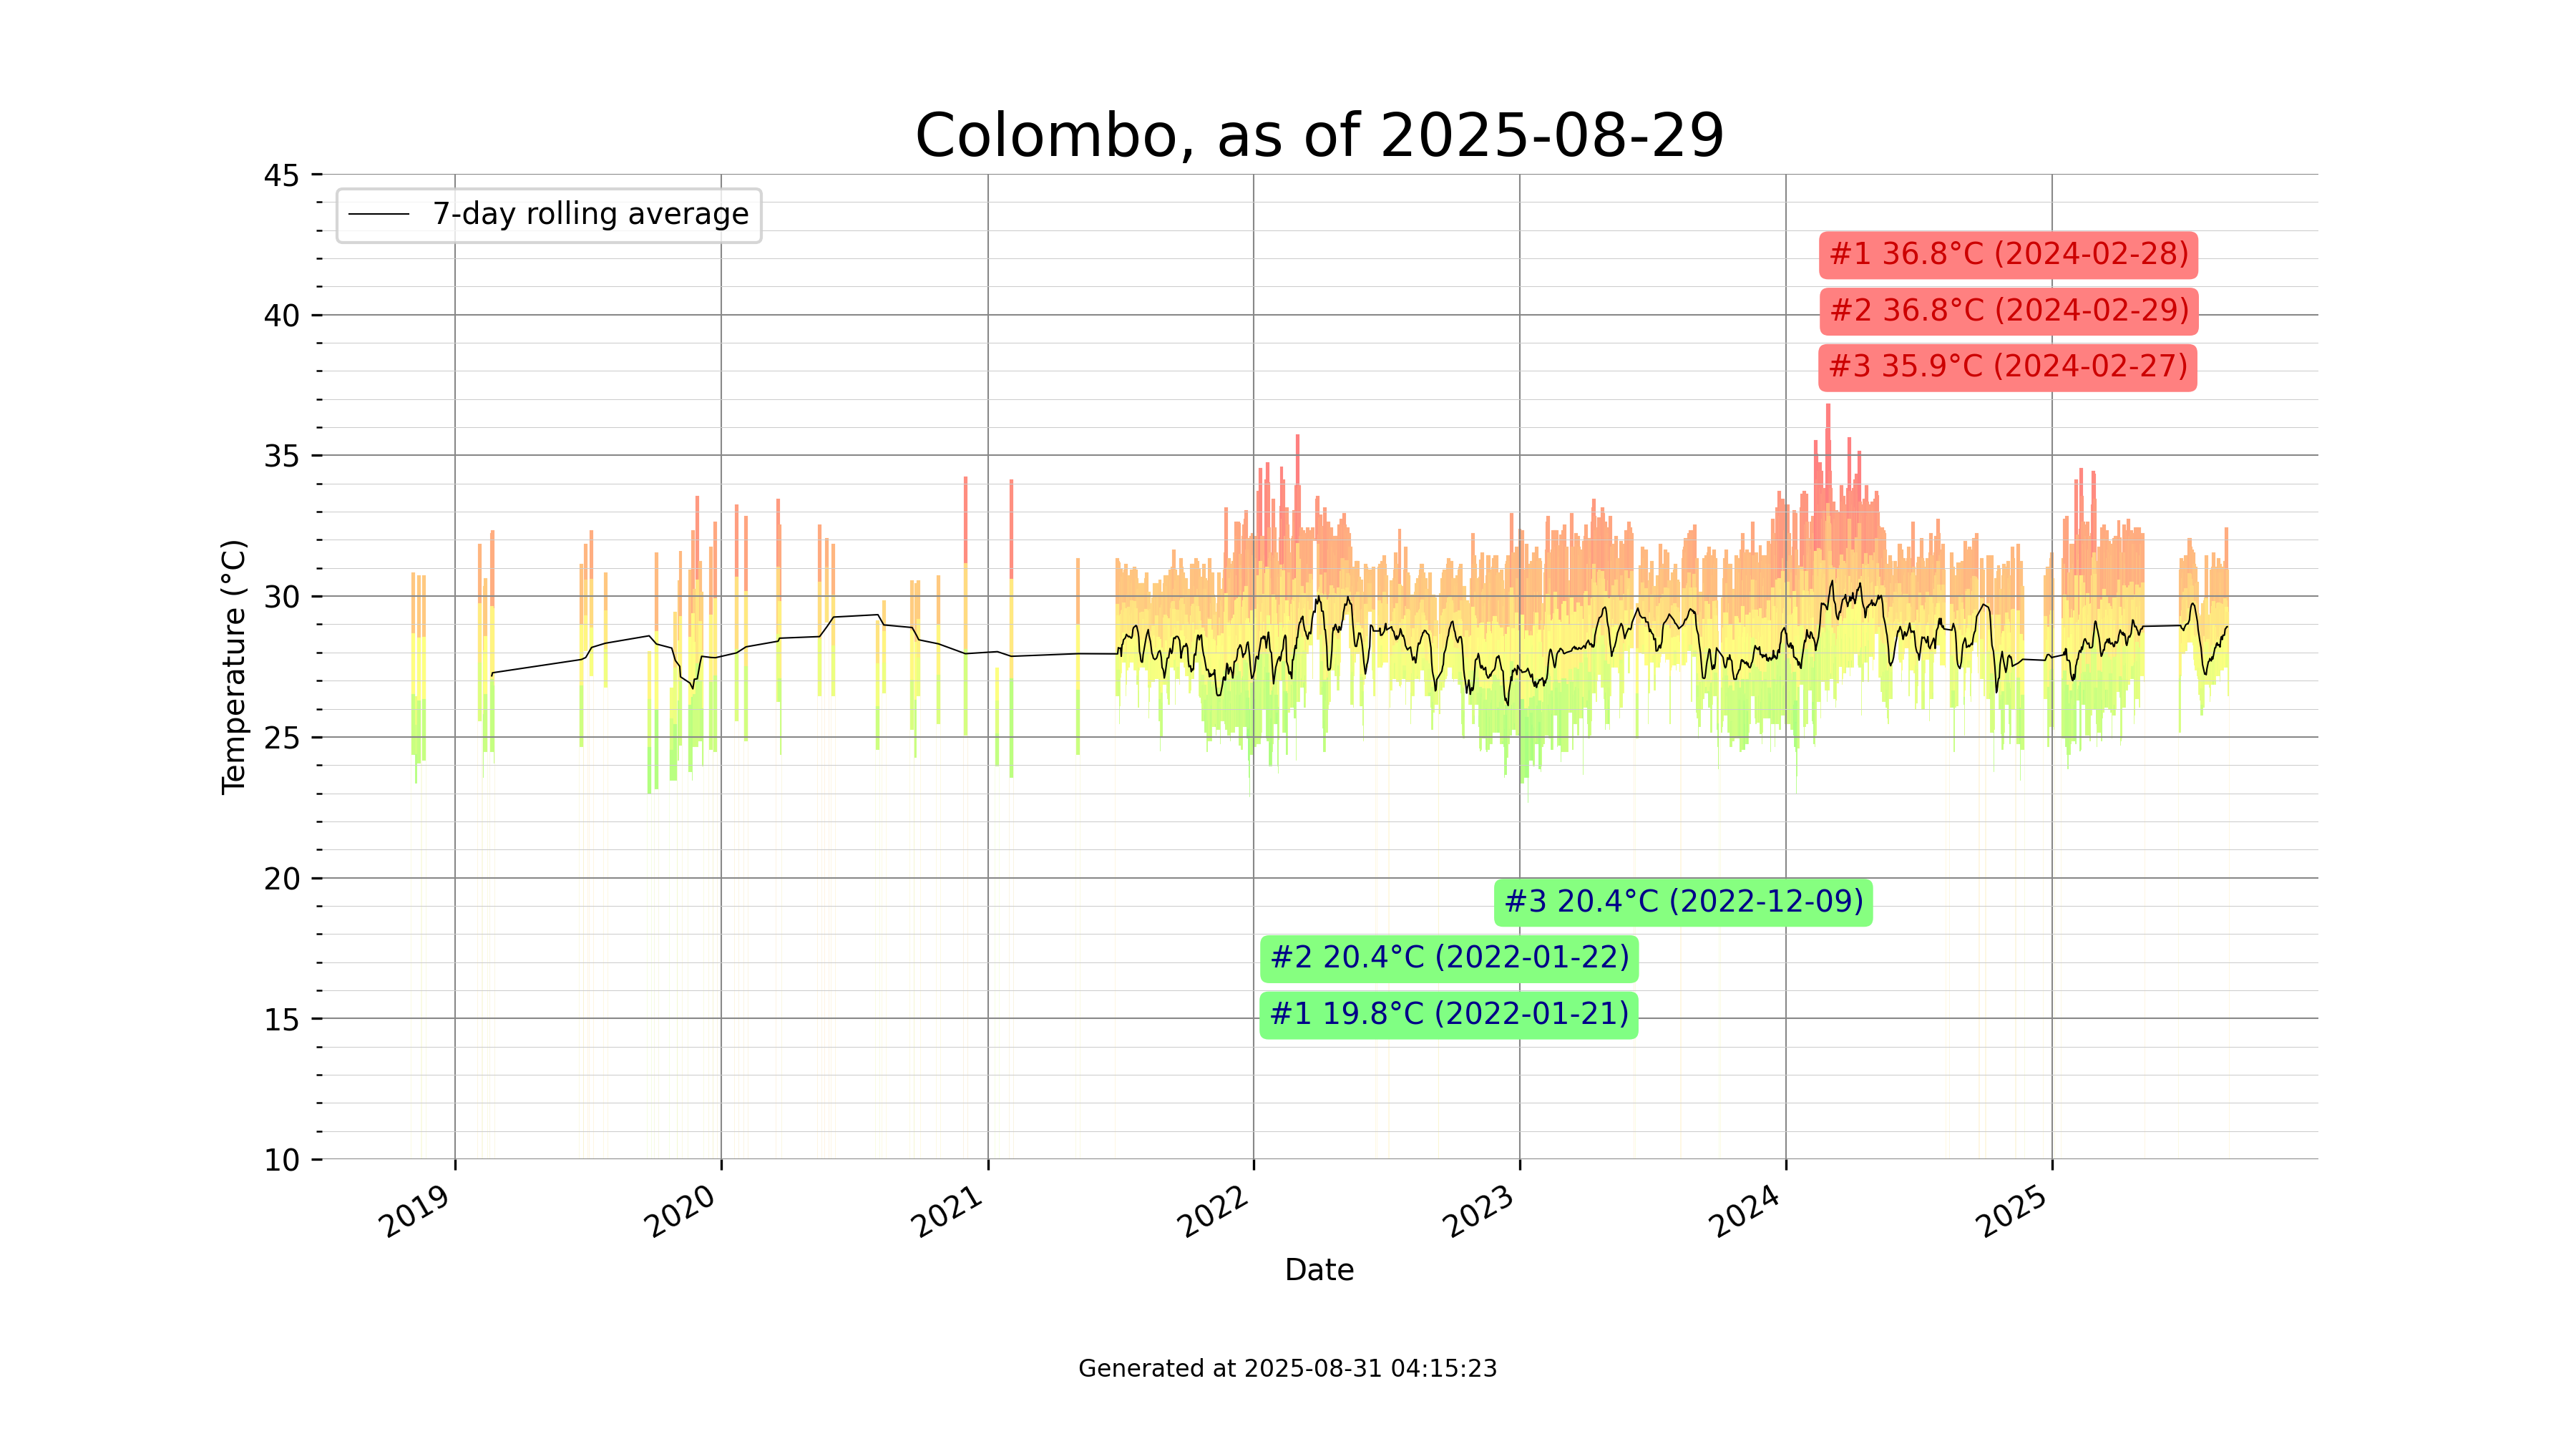 Colombo, as of 2025-08-29
7-day rolling average
45
40
35
30
25
20
15
10
Temperature (°C)
#1 36.8°C (2024-02-28)
#2 36.8°C (2024-02-29)
#3 35.9°C (2024-02-27)
#3 20.4°C (2022-12-09)
#2 20.4°C (2022-01-22)
#1 19.8°C (2022-01-21)
2019 2020 2021 2022 2023 2024 2025
Date
Generated at 2025-08-31 04:15:23